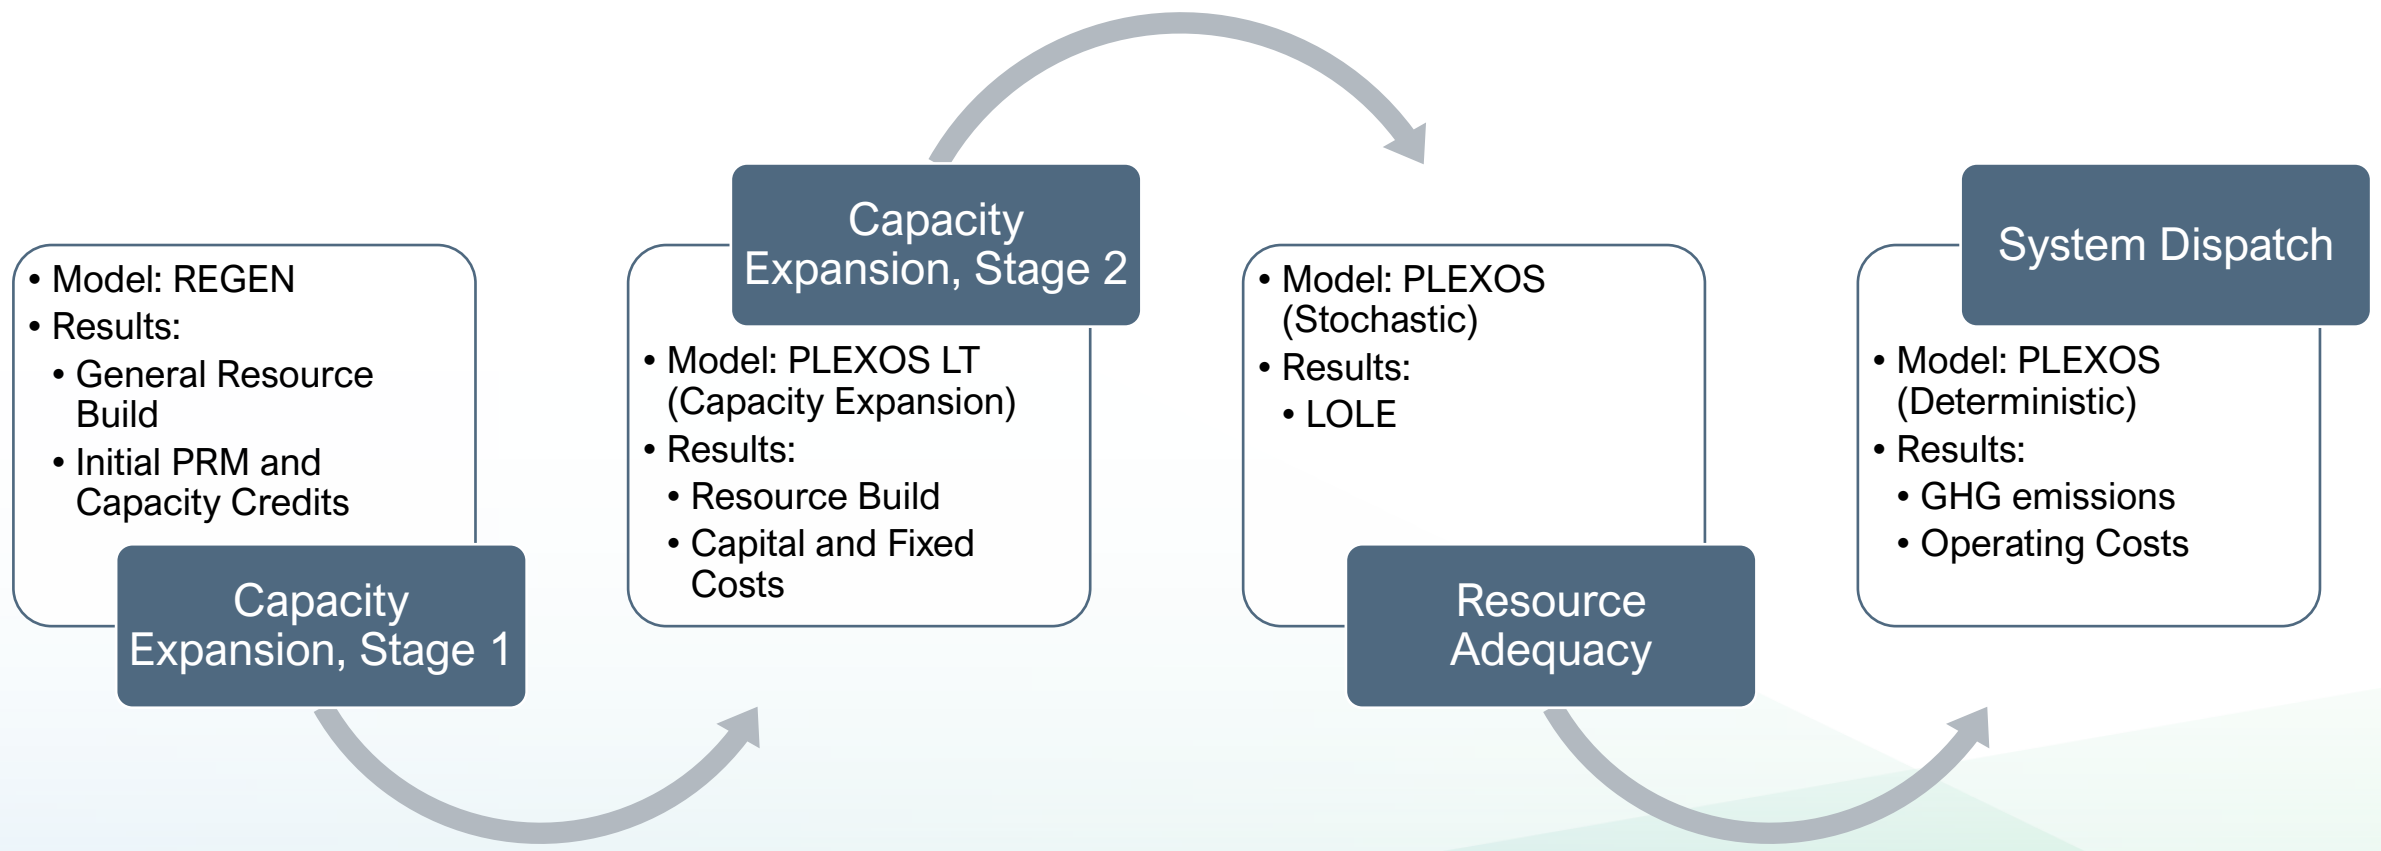 • Model: REGEN
• Results:
• General Resource
Build
• Initial PRM and
Capacity Credits
Capacity
Expansion, Stage 1
Capacity
Expansion, Stage 2
• Model: PLEXOS LT
(Capacity Expansion)
• Results:
• Resource Build
• Capital and Fixed
Costs
• Model: PLEXOS
(Stochastic)
• Results:
• LOLE
Resource
Adequacy
System Dispatch
• Model: PLEXOS
(Deterministic)
• Results:
• GHG emissions
• Operating Costs